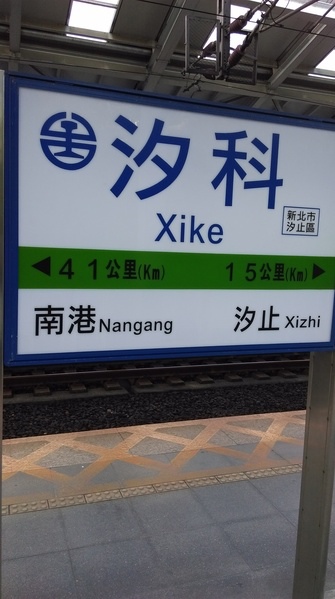 汐科
Xike
新北市
汐止區
4 1公里(Km)
1 5公里(Km)
南港 Nangang
汐止 Xizhi